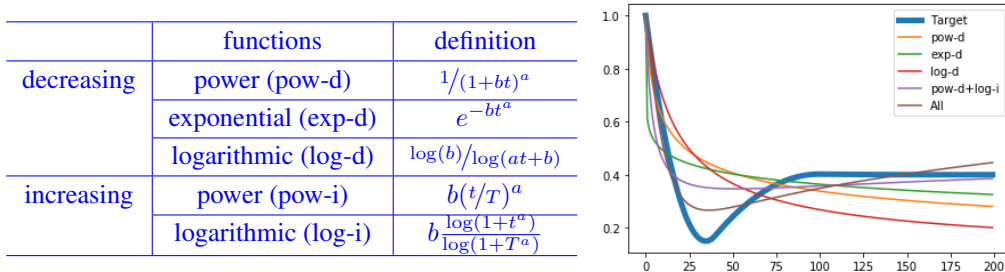 functions definition
decreasing power (pow-d) 1/(1+bt)^a
exponential (exp-d) e^{-bt^a}
logarithmic (log-d) log(b)/log(at+b)
increasing power (pow-i) b(t/T)^a
logarithmic (log-i) b log(1+t^a)/log(1+T^a)
Target
pow-d
exp-d
log-d
pow-d+log-i
All
1.0
0.8
0.6
0.4
0.2
0 25 50 75 100 125 150 175 200